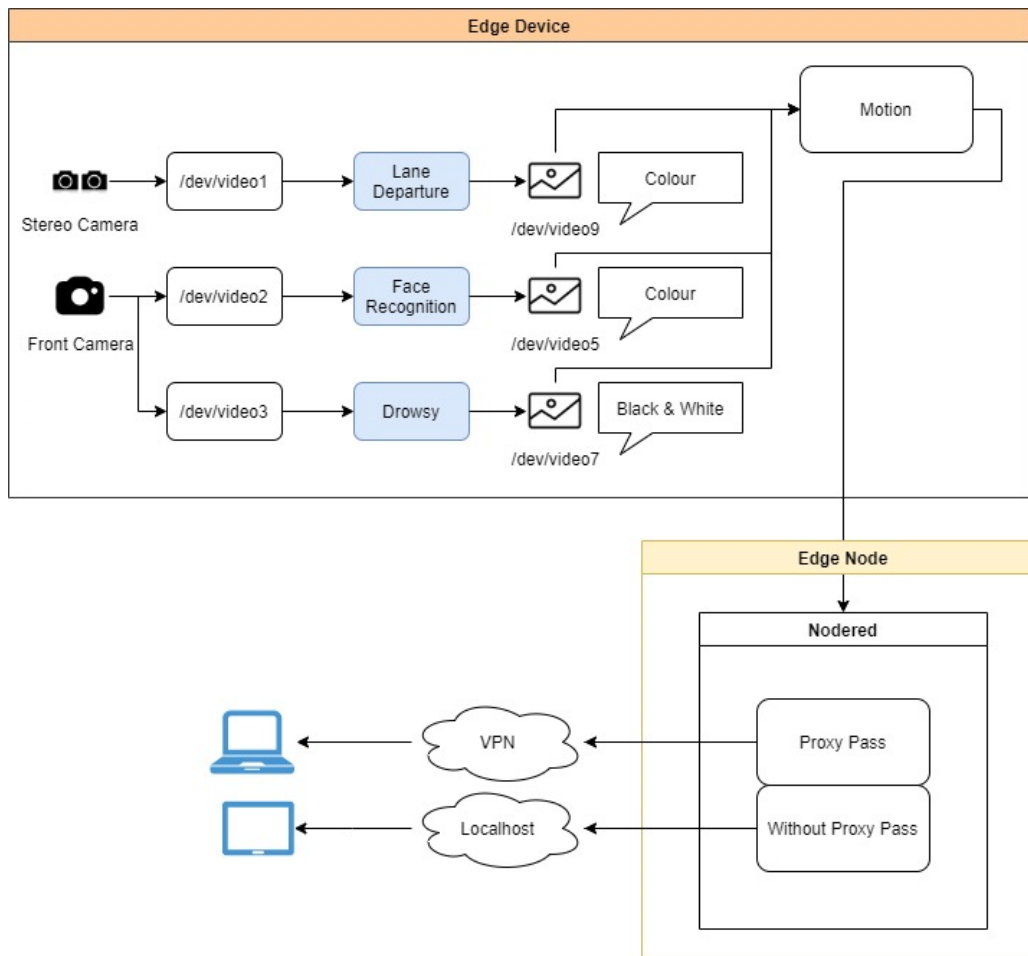 Edge Device
Motion
/dev/video1
Lane
Departure
Colour
Stereo Camera
/dev/video9
/dev/video2
Face
Recognition
Colour
Front Camera
/dev/video5
/dev/video3
Drowsy
Black & White
/dev/video7
Edge Node
Nodered
VPN
Proxy Pass
Localhost
Without Proxy Pass